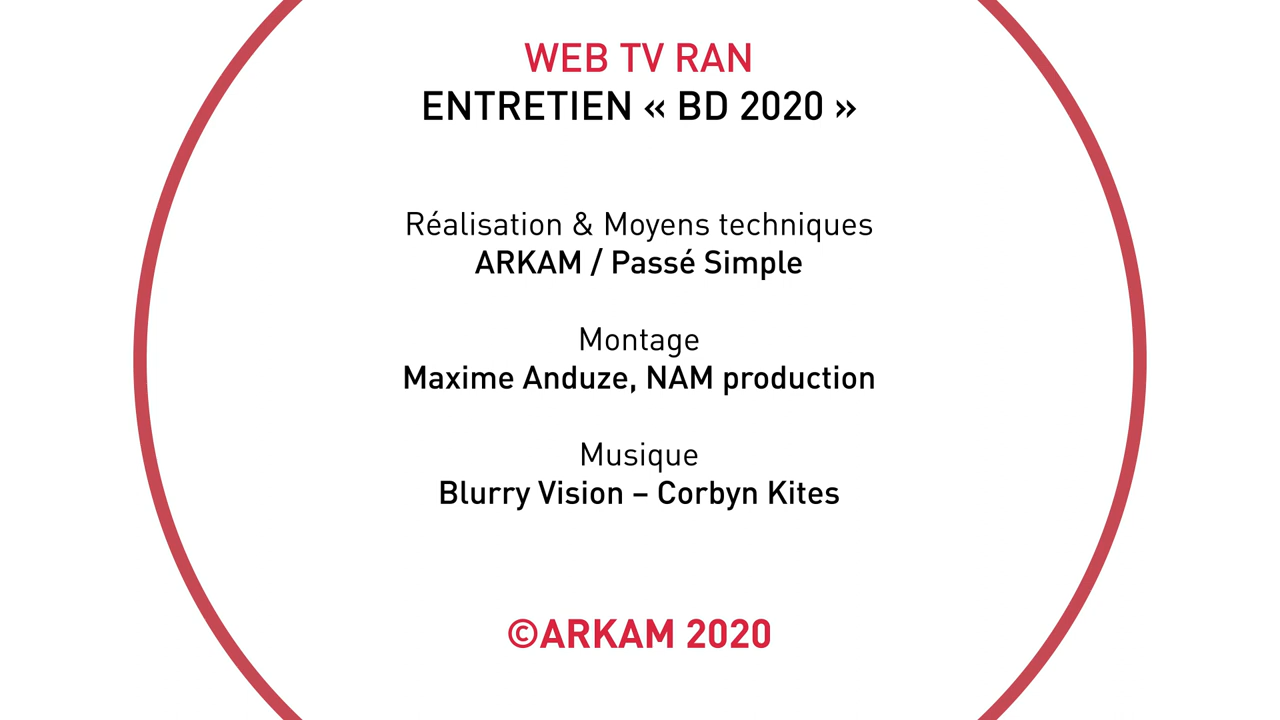 WEB TV RAN
ENTRETIEN « BD 2020 »
Réalisation & Moyens techniques
ARKAM / Passé Simple
Montage
Maxime Anduze, NAM production
Musique
Blurry Vision – Corbyn Kites
©ARKAM 2020